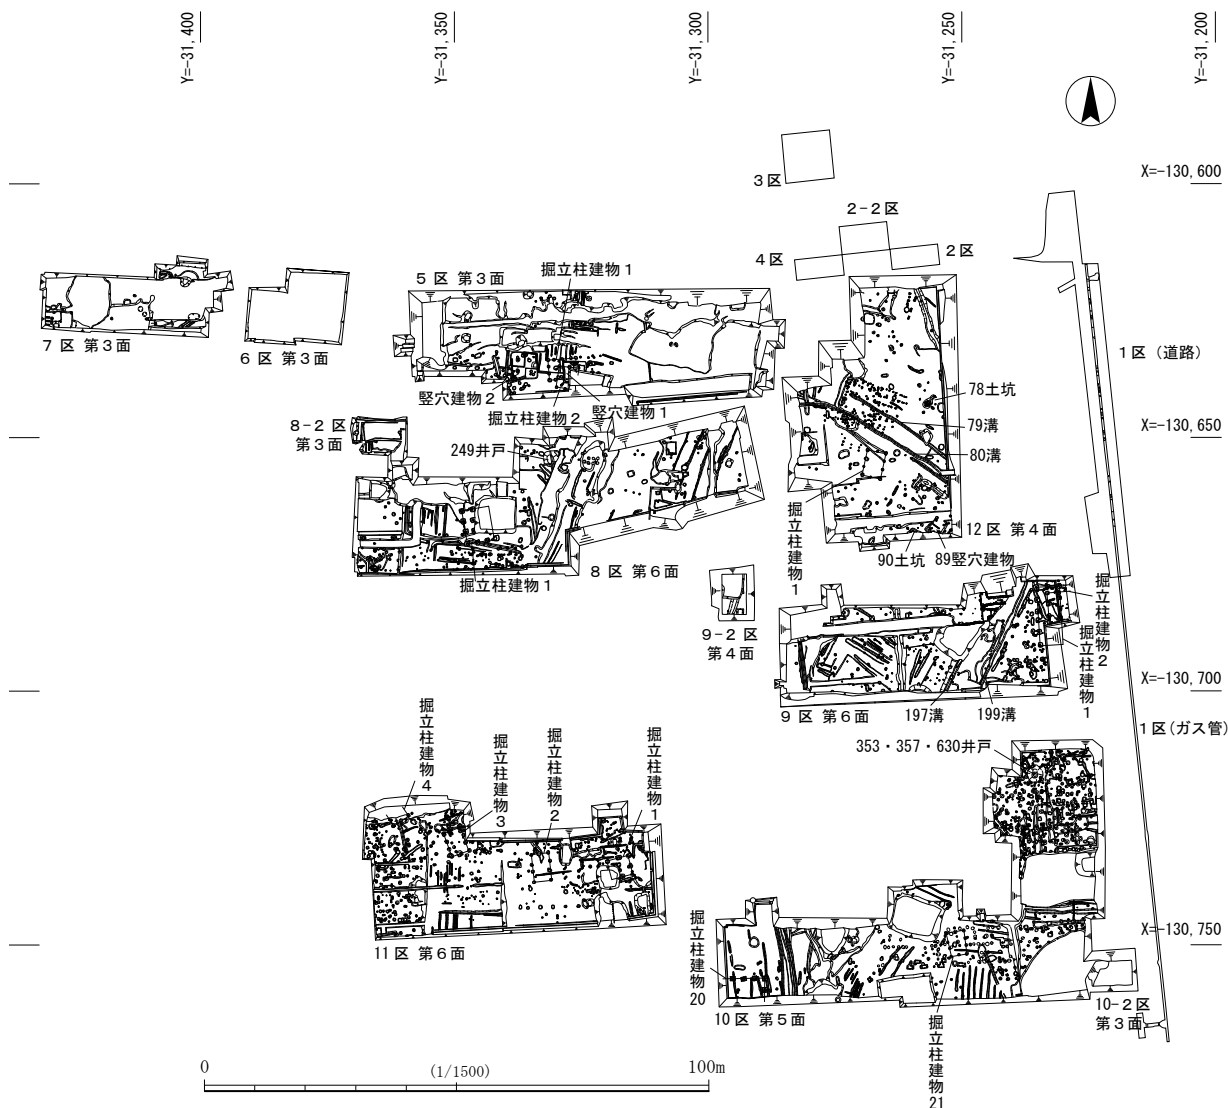 Y=-31,400
Y=-31,350
Y=-31,300
Y=-31,250
Y=-31,200
X=-130,600
3区
2-2区
4区
2区
5区 第3面
掘立柱建物1
7区 第3面
6区 第3面
1区(道路)
竪穴建物2
掘立柱建物2
竪穴建物1
78土坑
79溝
80溝
X=-130,650
8-2区
第3面
249井戸
掘立柱建物1
12区 第4面
89竪穴建物
90土坑
8区 第6面
掘立柱建物1
9-2区
第4面
掘立柱建物2
掘立柱建物1
X=-130,700
9区 第6面
197溝
199溝
1区(ガス管)
353・357・630井戸
掘立柱建物4
掘立柱建物3
掘立柱建物2
掘立柱建物1
X=-130,750
11区 第6面
掘立柱建物20
10区 第5面
掘立柱建物21
10-2区
第3面
0
(1/1500)
100m